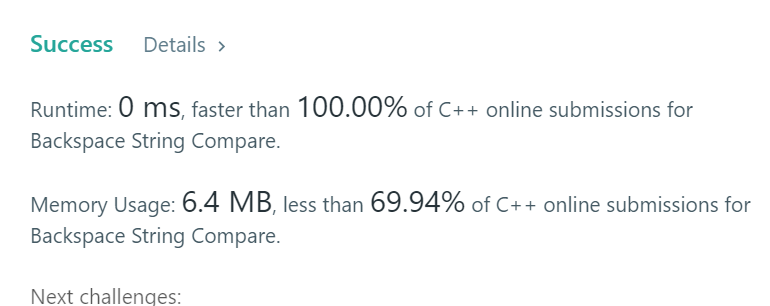 Success Details >
Runtime: 0 ms, faster than 100.00% of C++ online submissions for
Backspace String Compare.
Memory Usage: 6.4 MB, less than 69.94% of C++ online submissions for
Backspace String Compare.
Next challenges: